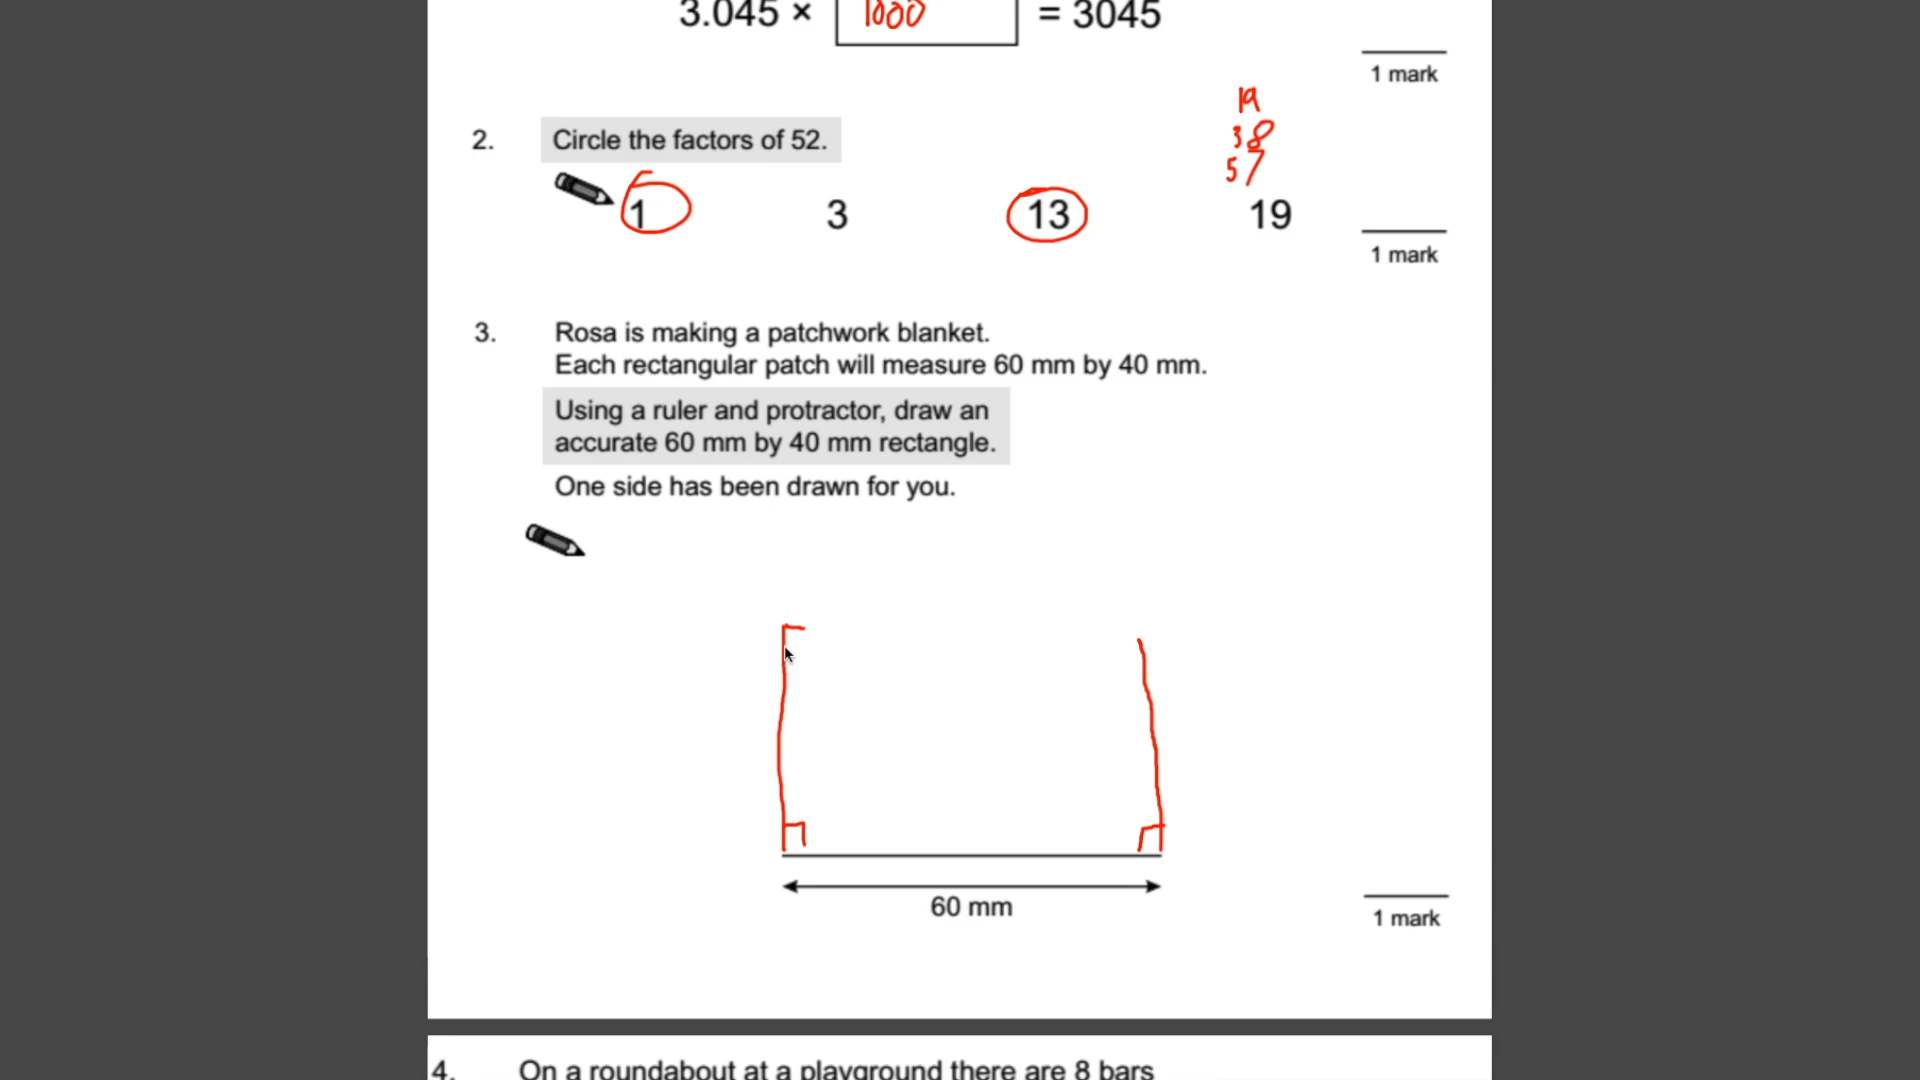 3.045 × 1000 = 3045
1 mark
19
38
57
2. Circle the factors of 52.
1 3 13 19
1 mark
3. Rosa is making a patchwork blanket.
Each rectangular patch will measure 60 mm by 40 mm.
Using a ruler and protractor, draw an
accurate 60 mm by 40 mm rectangle.
One side has been drawn for you.
60 mm
1 mark
4. On a roundabout at a playground there are 8 bars